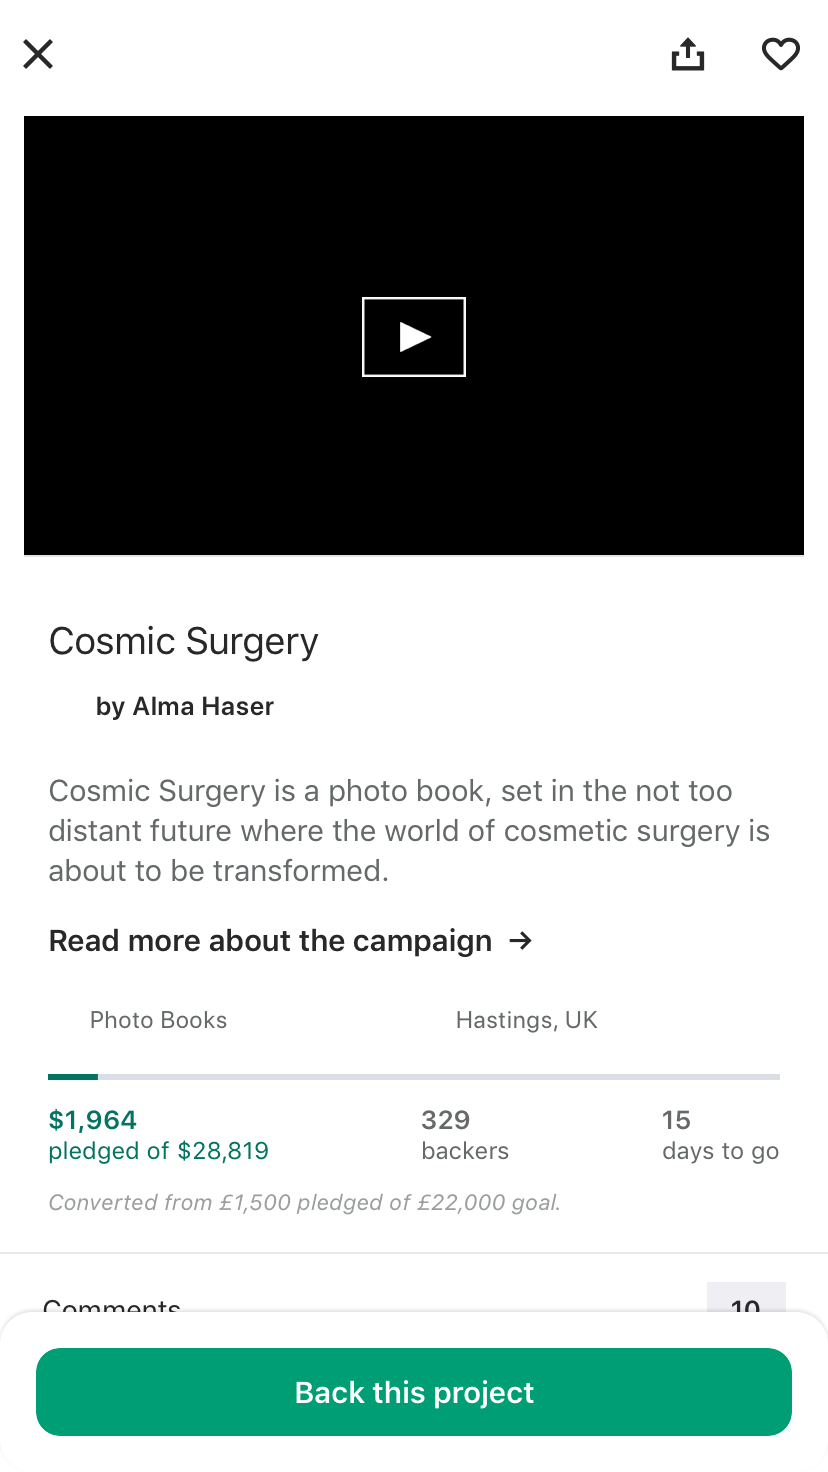 Cosmic Surgery
by Alma Haser
Cosmic Surgery is a photo book, set in the not too
distant future where the world of cosmetic surgery is
about to be transformed.
Read more about the campaign →
Photo Books
Hastings, UK
$1,964
pledged of $28,819
329
backers
15
days to go
Converted from £1,500 pledged of £22,000 goal.
Comments
10
Back this project